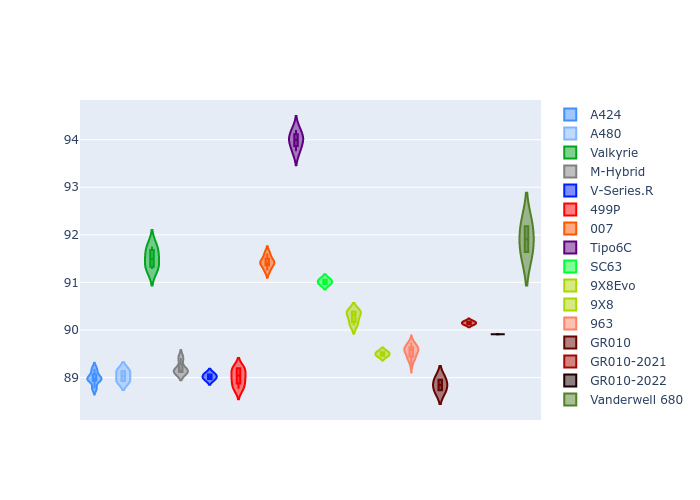 94
93
92
91
90
89
A424
A480
Valkyrie
M-Hybrid
V-Series.R
499P
007
Tipo6C
SC63
9X8Evo
9X8
963
GR010
GR010-2021
GR010-2022
Vanderwell 680